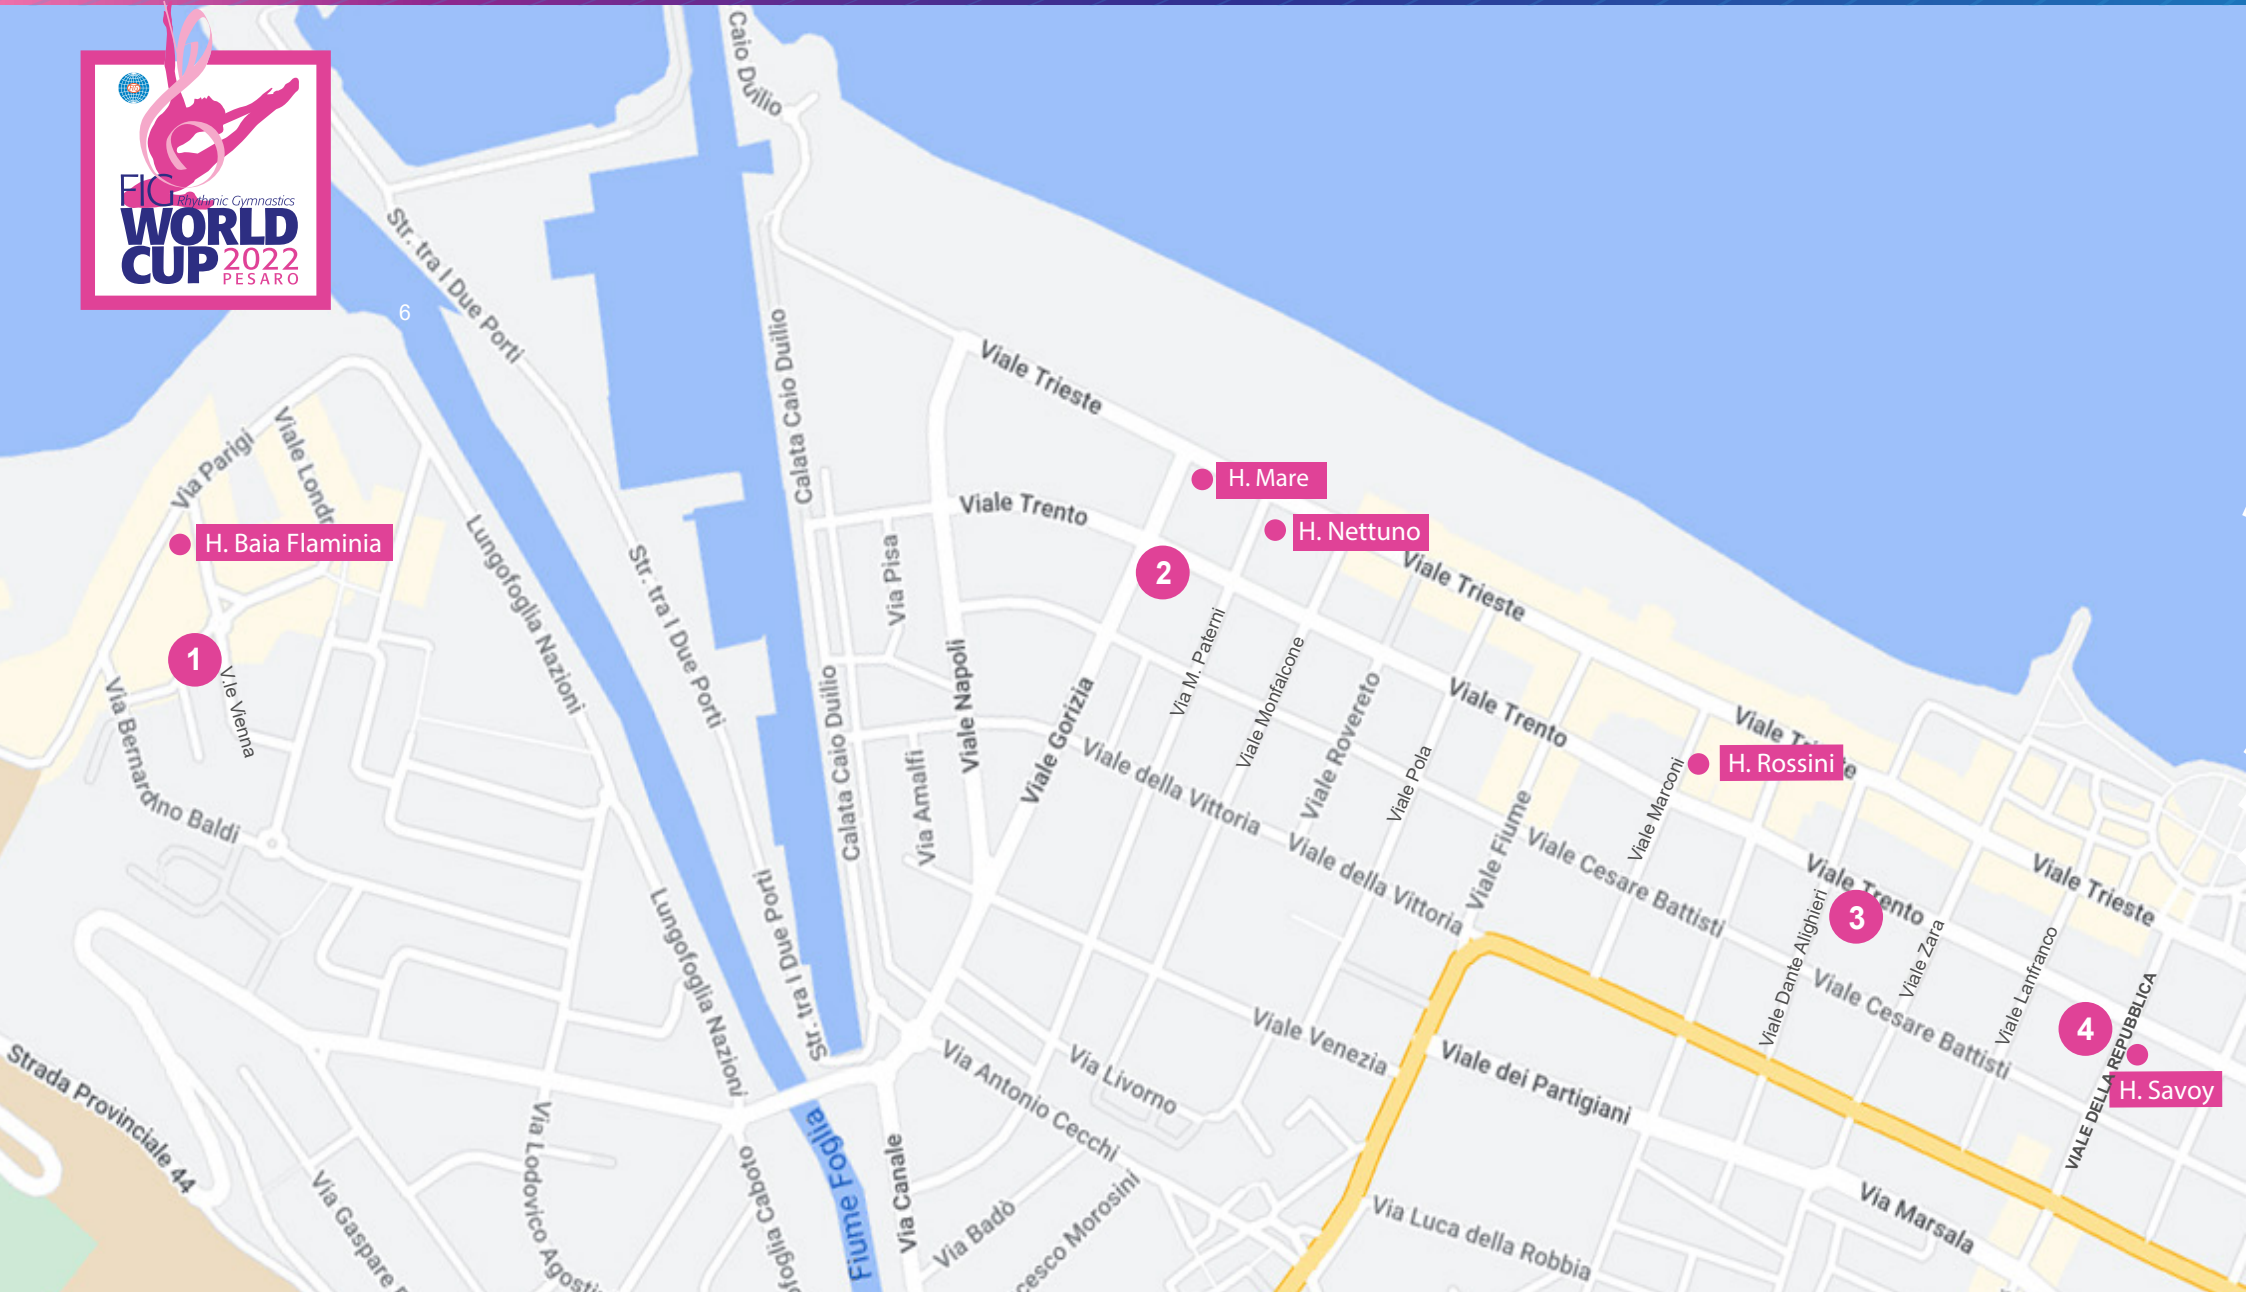 FIG
Rhythmic Gymnastics
WORLD
CUP 2022
PESARO
6
Caio Duilio
Str. tra I Due Porti
Calata Caio Duilio
Viale Trieste
Via Parigi
Viale Londr
H. Baia Flaminia
H. Mare
H. Nettuno
Viale Trento
Via Pisa
Lungofoglia Nazioni
Str. tra I Due Porti
1
2
V.le Vienna
Via Bernardino Baldi
Viale Napoli
Viale Gorizia
Via M. Paterni
Viale Monfalcone
Viale Rovereto
Viale Pola
Viale Trieste
Viale Trento
Viale Trieste
H. Rossini
Viale Marconi
Viale Fiume
Calata Caio Duilio
Via Amalfi
Viale della Vittoria
Viale della Vittoria
Viale Cesare Battisti
Viale Trento
3
Viale Dante Alighieri
Viale Zara
Viale Lanfranco
Viale Trieste
VIALE DELLA REPUBBLICA
4
H. Savoy
Viale Cesare Battisti
Lungofoglia Nazioni
Str. tra I Due Porti
Viale Venezia
Viale dei Partigiani
Via Antonio Cecchi
Via Livorno
Strada Provinciale 44
Via Gaspare
Via Lodovico Agosti
ofoglia Caboto
Fiume Foglia
Via Canale
Via Badò
cesco Morosini
Via Luca della Robbia
Via Marsala